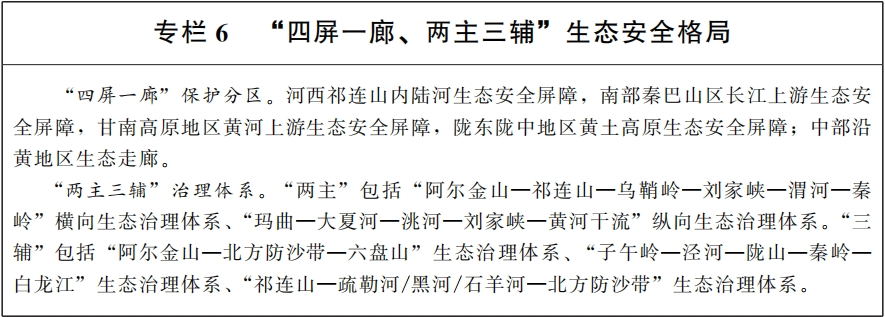 专栏 6 “四屏一廊、两主三辅”生态安全格局
“四屏一廊”保护分区。河西祁连山内陆河生态安全屏障，南部秦巴山区长江上游生态安
全屏障，甘南高原地区黄河上游生态安全屏障，陇东陇中地区黄土高原生态安全屏障；中部沿
黄地区生态走廊。
“两主三辅”治理体系。“两主”包括“阿尔金山—祁连山—乌鞘岭—刘家峡—渭河—秦
岭”横向生态治理体系、“玛曲—大夏河—洮河—刘家峡—黄河干流”纵向生态治理体系。“三
辅”包括“阿尔金山—北方防沙带—六盘山”生态治理体系、“子午岭—泾河—陇山—秦岭—
白龙江”生态治理体系、“祁连山—疏勒河/黑河/石羊河—北方防沙带”生态治理体系。